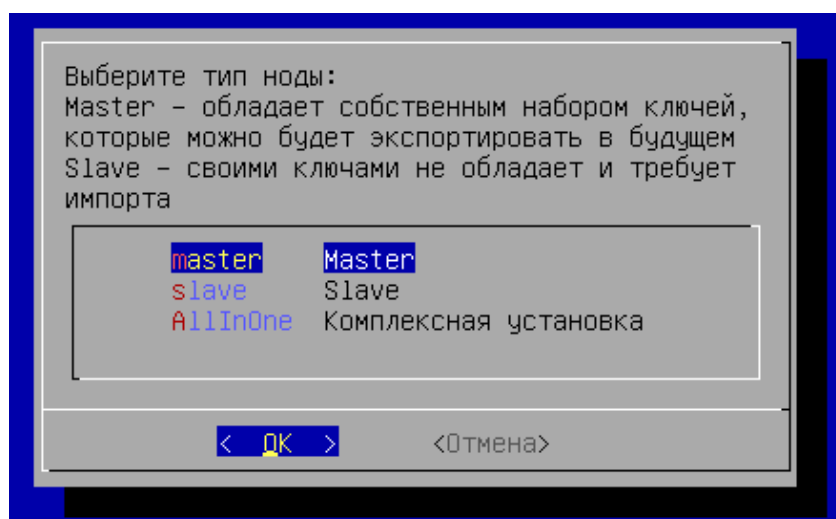 Выберите тип ноды:
Master – обладает собственным набором ключей,
которые можно будет экспортировать в будущем
Slave – своими ключами не обладает и требует
импорта
master Master
slave Slave
AllInOne Комплексная установка
< OK > <Отмена>